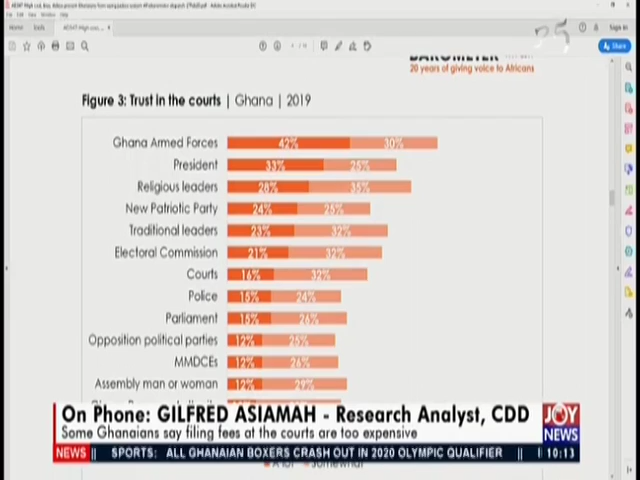 Home Tools
Sign In
Share
BAROMETER
20 years of giving voice to Africans
Figure 3: Trust in the courts | Ghana | 2019
Ghana Armed Forces 42% 30%
President 33% 25%
Religious leaders 28% 35%
New Patriotic Party 24% 25%
Traditional leaders 23% 32%
Electoral Commission 21% 32%
Courts 16% 32%
Police 15% 24%
Parliament 15% 26%
Opposition political parties 12% 25%
MMDCEs 12% 26%
Assembly man or woman 12% 29%
On Phone: GILFRED ASIAMAH - Research Analyst, CDD
Some Ghanaians say filing fees at the courts are too expensive
JOY
NEWS
NEWS || SPORTS: ALL GHANAIAN BOXERS CRASH OUT IN 2020 OLYMPIC QUALIFIER || || 10:13